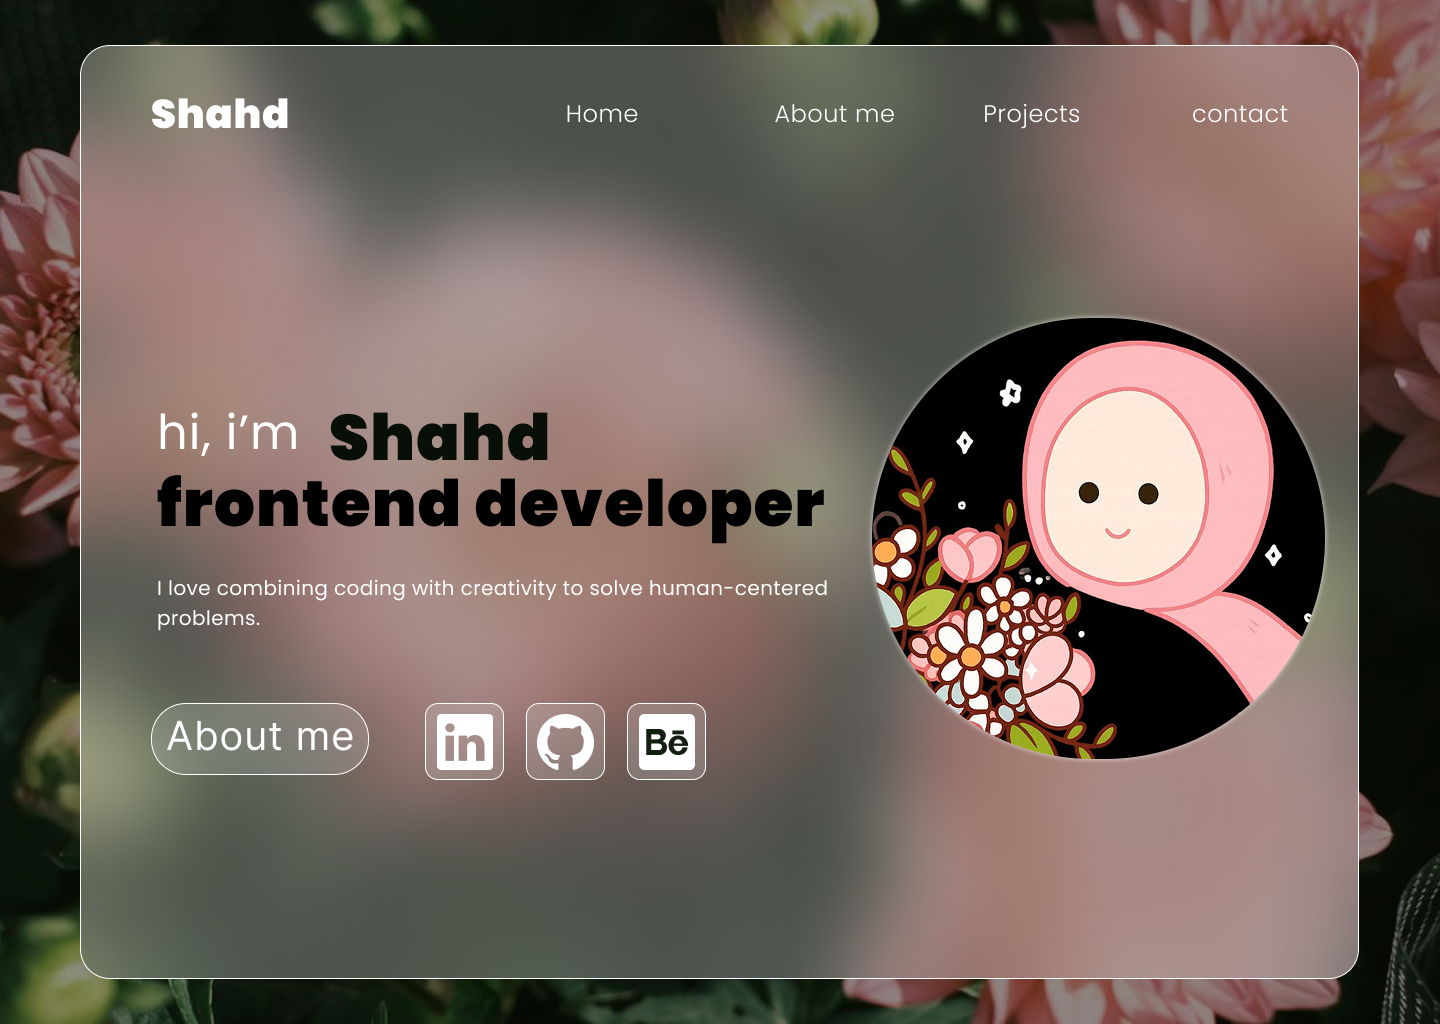 Shahd
Home About me Projects contact
hi, i’m Shahd
frontend developer
I love combining coding with creativity to solve human-centered
problems.
About me in Bē